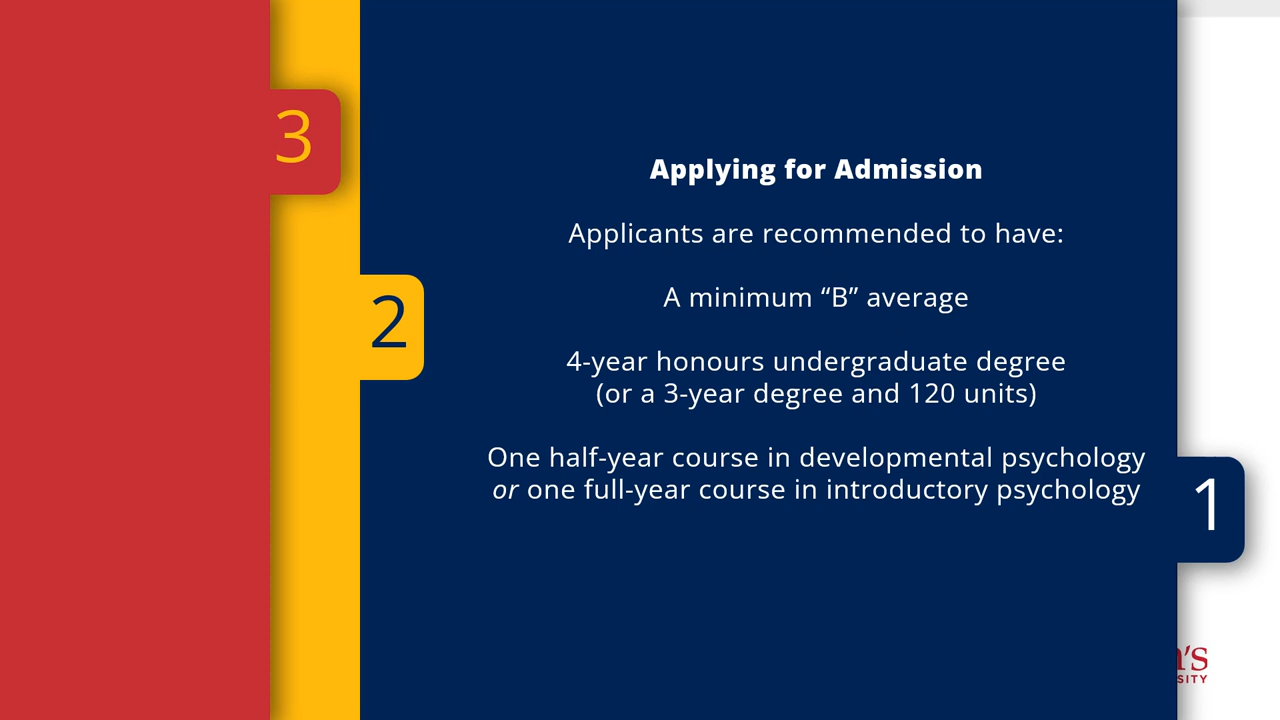 3
Applying for Admission
Applicants are recommended to have:
A minimum “B” average
2
4-year honours undergraduate degree
(or a 3-year degree and 120 units)
One half-year course in developmental psychology
or one full-year course in introductory psychology
1
's
SITY